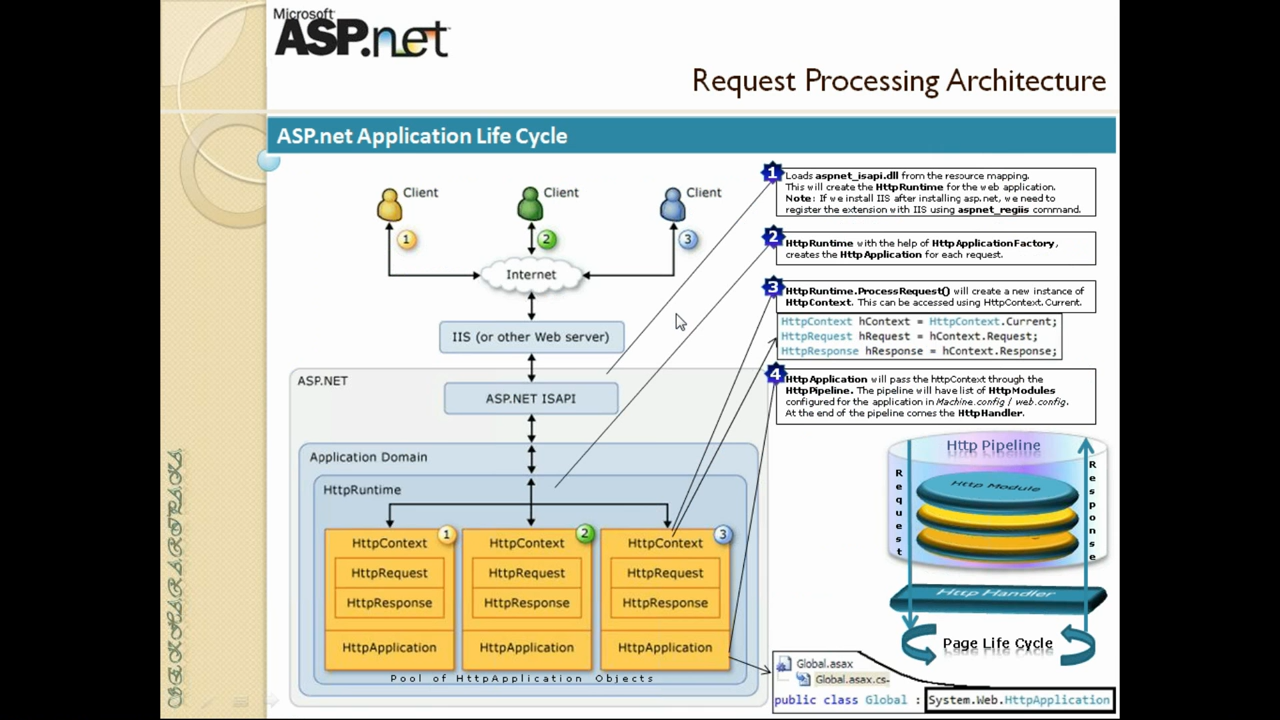 Microsoft
ASP.net
Request Processing Architecture
ASP.net Application Life Cycle
Client
Client
Client
1
2
3
Internet
IIS (or other Web server)
ASP.NET
ASP.NET ISAPI
Application Domain
HttpRuntime
HttpContext 1
HttpRequest
HttpResponse
HttpApplication
HttpContext 2
HttpRequest
HttpResponse
HttpApplication
HttpContext 3
HttpRequest
HttpResponse
HttpApplication
Pool of HttpApplication Objects
1
Loads aspnet_isapi.dll from the resource mapping.
This will create the HttpRuntime for the web application.
Note: If we install IIS after installing asp.net, we need to
register the extension with IIS using aspnet_regiis command.
2
HttpRuntime with the help of HttpApplicationFactory,
creates the HttpApplication for each request.
3
HttpRuntime.ProcessRequest() will create a new instance of
HttpContext. This can be accessed using HttpContext.Current.
HttpContext hContext = HttpContext.Current;
HttpRequest hRequest = hContext.Request;
HttpResponse hResponse = hContext.Response;
4
HttpApplication will pass the httpContext through the
HttpPipeline. The pipeline will have list of HttpModules
configured for the application in Machine.config / web.config.
At the end of the pipeline comes the HttpHandler.
Http Pipeline
Request
Response
Http Module
Http Handler
Page Life Cycle
Global.asax
Global.asax.cs
public class Global : System.Web.HttpApplication